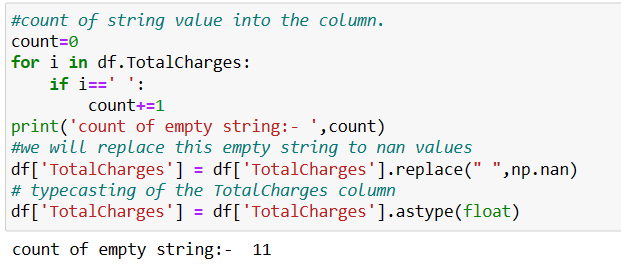 #count of string value into the column.
count=0
for i in df.TotalCharges:
    if i==' ':
        count+=1
print('count of empty string:- ',count)
#we will replace this empty string to nan values
df['TotalCharges'] = df['TotalCharges'].replace(" ",np.nan)
# typecasting of the TotalCharges column
df['TotalCharges'] = df['TotalCharges'].astype(float)
count of empty string:-  11